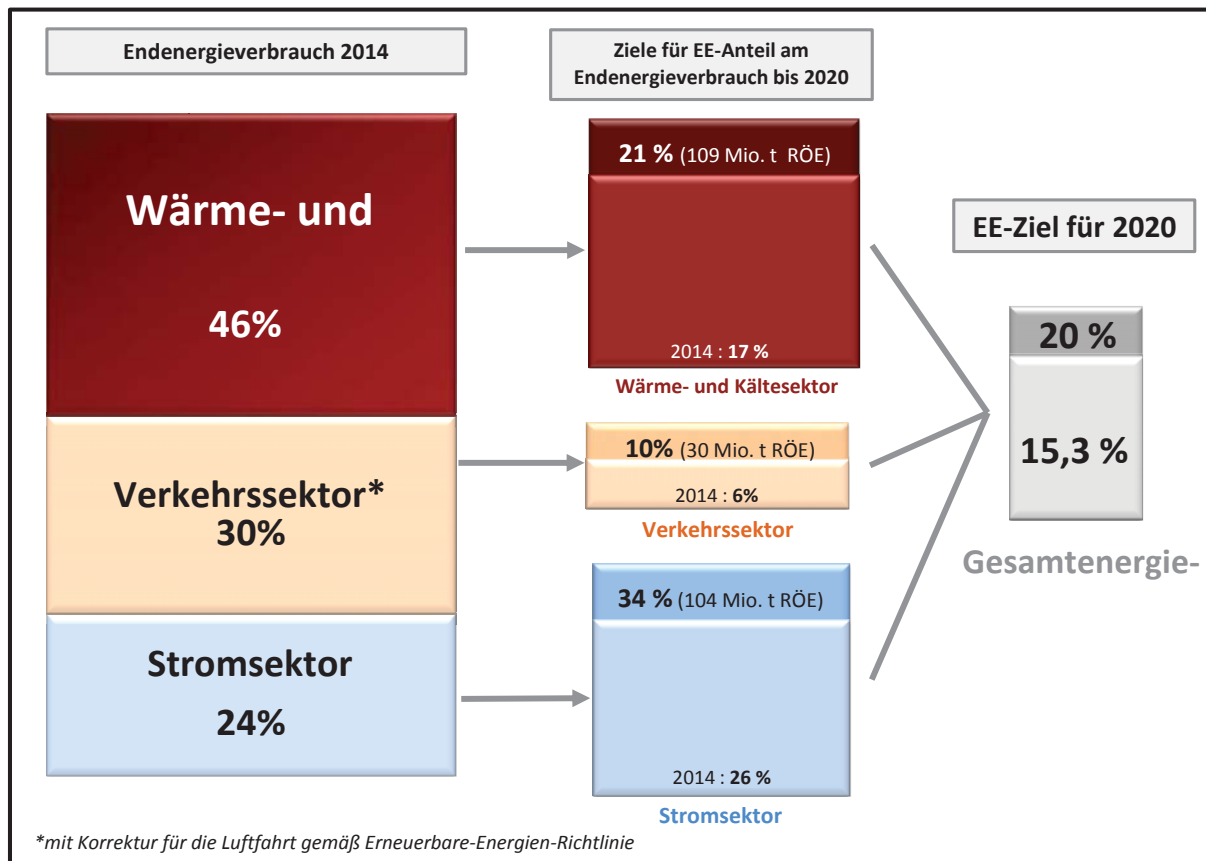 Endenergieverbrauch 2014
Wärme- und
46%
Verkehrssektor*
30%
Stromsektor
24%
Ziele für EE-Anteil am
Endenergieverbrauch bis 2020
21 % (109 Mio. t RÖE)
2014 : 17 %
Wärme- und Kältesektor
10% (30 Mio. t RÖE)
2014 : 6%
Verkehrssektor
34 % (104 Mio. t RÖE)
2014 : 26 %
Stromsektor
EE-Ziel für 2020
20 %
15,3 %
Gesamtenergie-
*mit Korrektur für die Luftfahrt gemäß Erneuerbare-Energien-Richtlinie